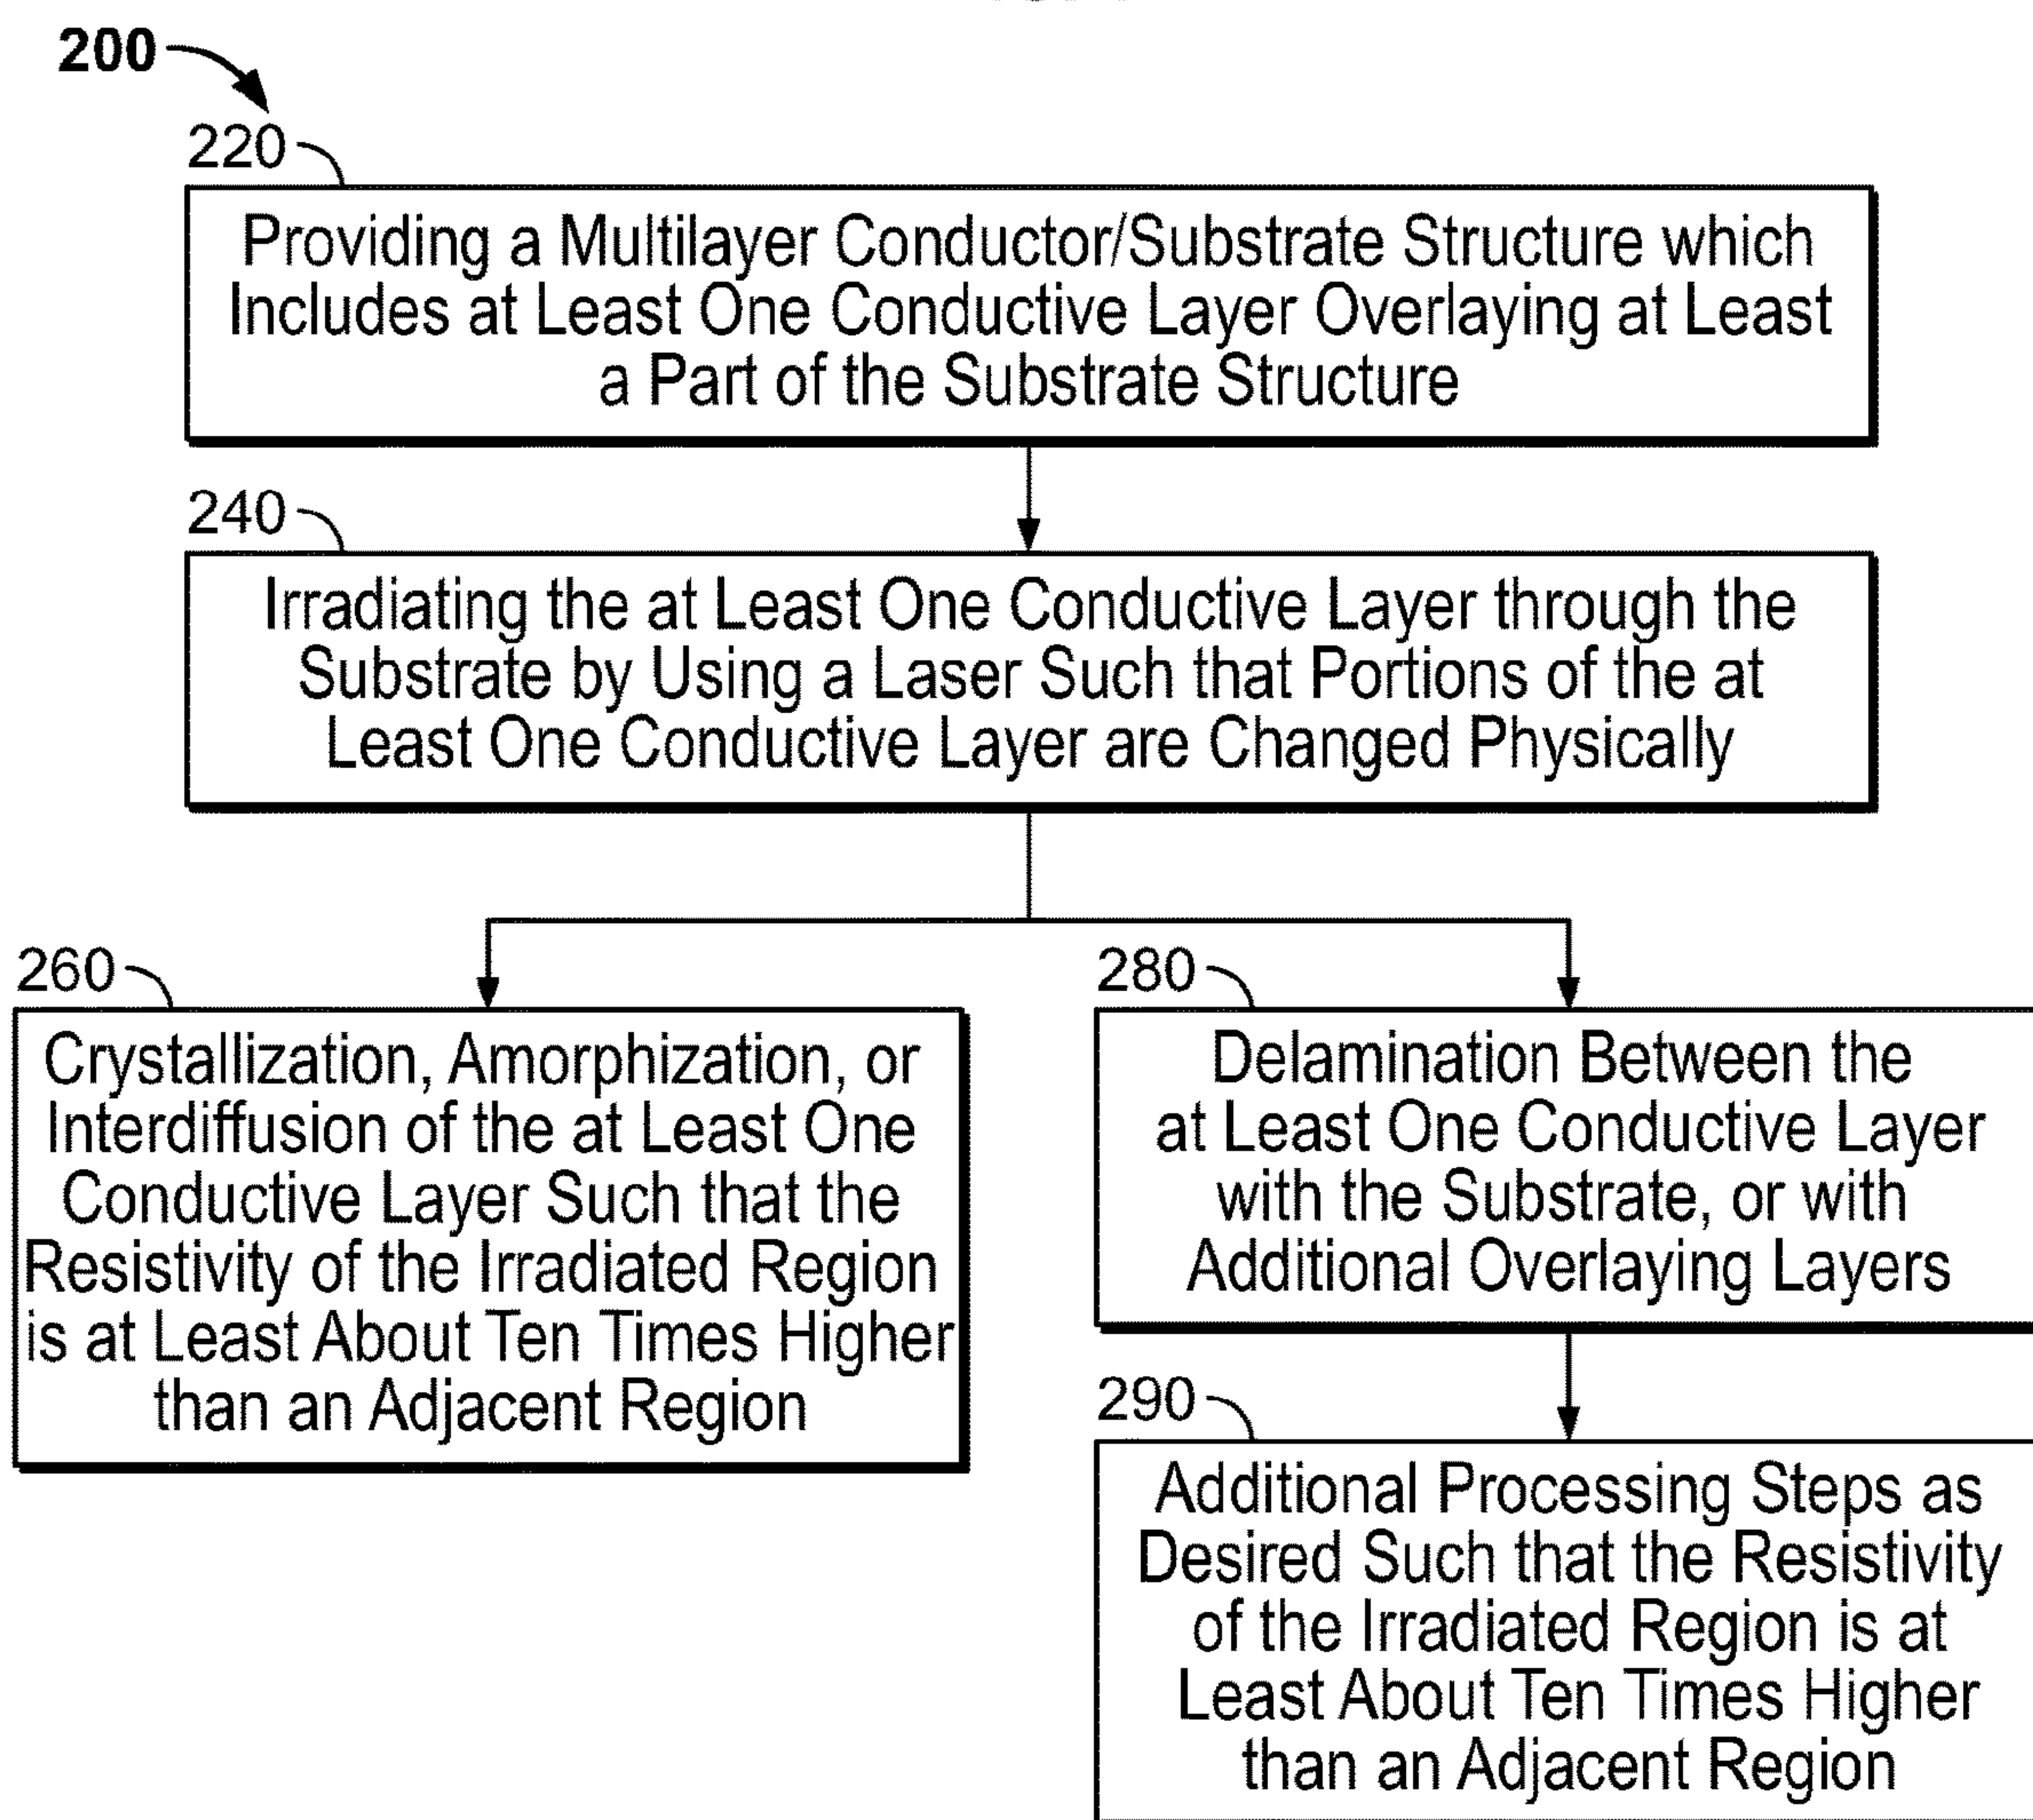 200
220
Providing a Multilayer Conductor/Substrate Structure which
Includes at Least One Conductive Layer Overlaying at Least
a Part of the Substrate Structure
240
Irradiating the at Least One Conductive Layer through the
Substrate by Using a Laser Such that Portions of the at
Least One Conductive Layer are Changed Physically
260
Crystallization, Amorphization, or
Interdiffusion of the at Least One
Conductive Layer Such that the
Resistivity of the Irradiated Region
is at Least About Ten Times Higher
than an Adjacent Region
280
Delamination Between the
at Least One Conductive Layer
with the Substrate, or with
Additional Overlaying Layers
290
Additional Processing Steps as
Desired Such that the Resistivity
of the Irradiated Region is at
Least About Ten Times Higher
than an Adjacent Region